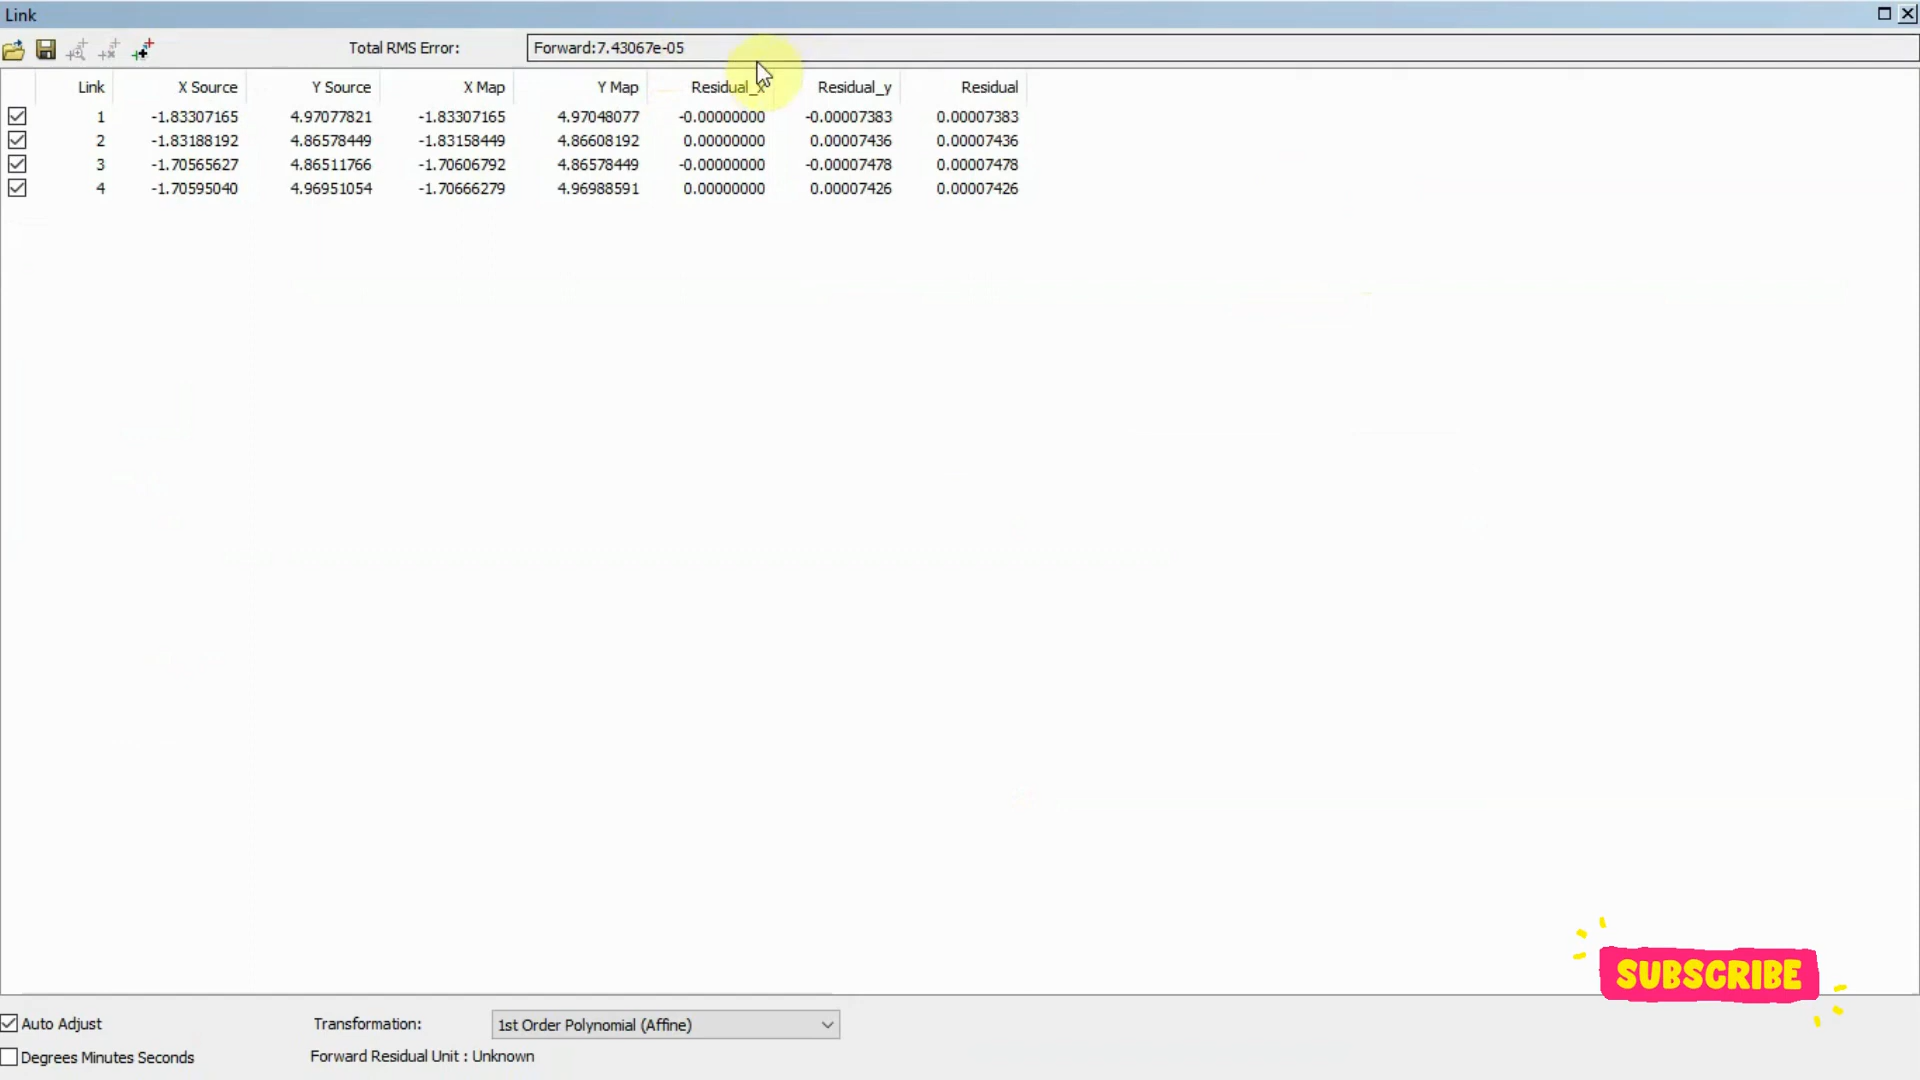 Link
Total RMS Error: Forward:7.43067e-05
Link X Source Y Source X Map Y Map Residual_x Residual_y Residual
1 -1.83307165 4.97077821 -1.83307165 4.97048077 -0.00000000 -0.00007383 0.00007383
2 -1.83188192 4.86578449 -1.83158449 4.86608192 0.00000000 0.00007436 0.00007436
3 -1.70565627 4.86511766 -1.70606792 4.86578449 -0.00000000 -0.00007478 0.00007478
4 -1.70595040 4.96951054 -1.70666279 4.96988591 0.00000000 0.00007426 0.00007426
SUBSCRIBE
Auto Adjust Transformation: 1st Order Polynomial (Affine)
Degrees Minutes Seconds Forward Residual Unit : Unknown